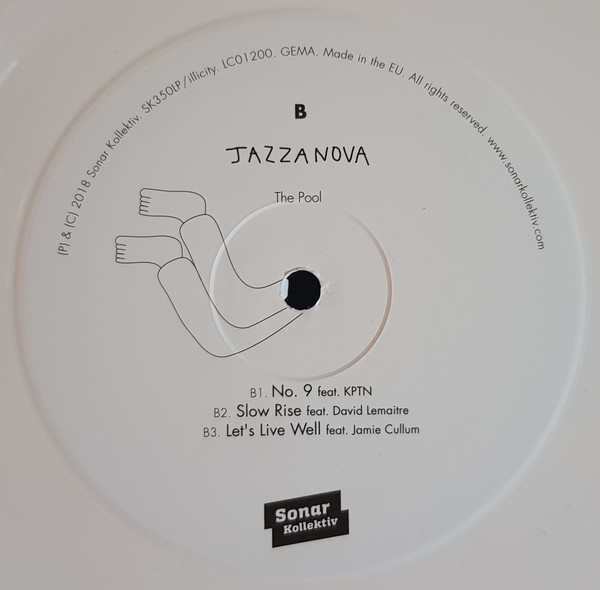 (P) & (C) 2018 Sonar Kollektiv. SK350LP/illicity. LC01200. GEMA. Made in the EU. All rights reserved. www.sonarkollektiv.com
B
JAZZANOVA
The Pool
B1. No. 9 feat. KPTN
B2. Slow Rise feat. David Lemaitre
B3. Let's Live Well feat. Jamie Cullum
Sonar
Kollektiv